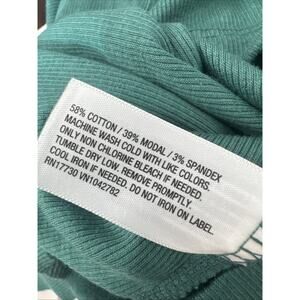 58% COTTON / 39% MODAL / 3% SPANDEX
MACHINE WASH COLD WITH LIKE COLORS.
ONLY NON CHLORINE BLEACH IF NEEDED.
TUMBLE DRY LOW. REMOVE PROMPTLY.
COOL IRON IF NEEDED. DO NOT IRON ON LABEL.
RN17730 VN1042782